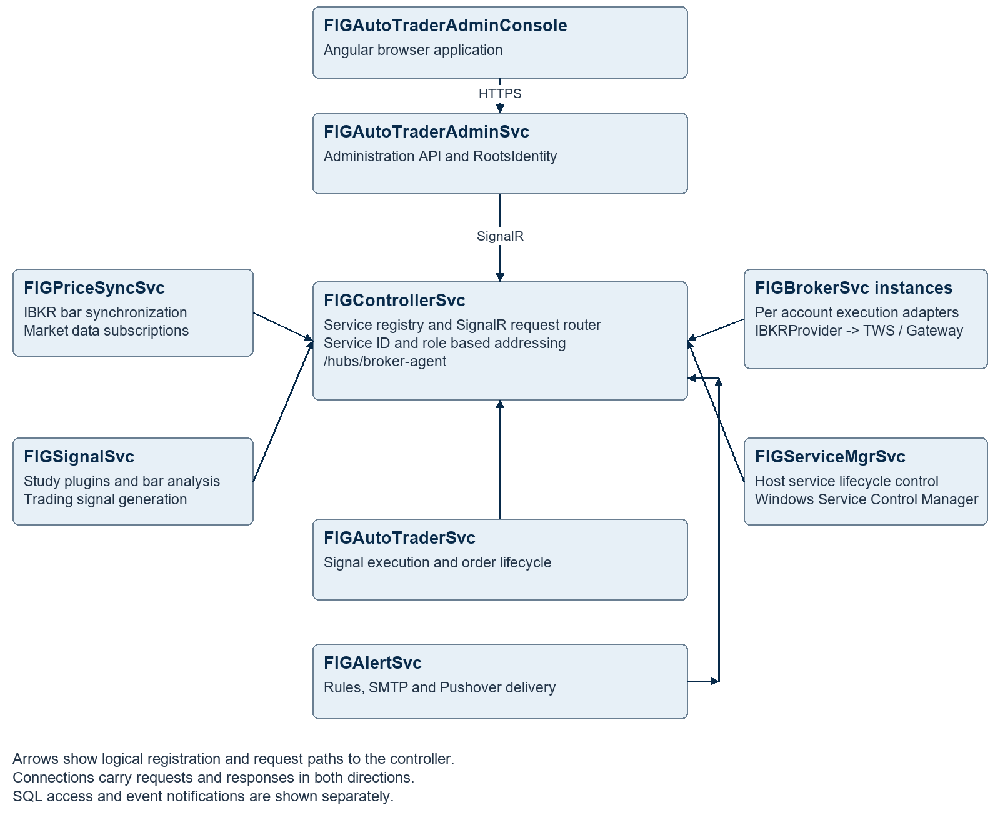 FIGAutoTraderAdminConsole
Angular browser application
HTTPS
FIGAutoTraderAdminSvc
Administration API and RootsIdentity
SignalR
FIGPriceSyncSvc
IBKR bar synchronization
Market data subscriptions
FIGControllerSvc
Service registry and SignalR request router
Service ID and role based addressing
/hubs/broker-agent
FIGBrokerSvc instances
Per account execution adapters
IBKRProvider -> TWS / Gateway
FIGSignalSvc
Study plugins and bar analysis
Trading signal generation
FIGServiceMgrSvc
Host service lifecycle control
Windows Service Control Manager
FIGAutoTraderSvc
Signal execution and order lifecycle
FIGAlertSvc
Rules, SMTP and Pushover delivery
Arrows show logical registration and request paths to the controller.
Connections carry requests and responses in both directions.
SQL access and event notifications are shown separately.